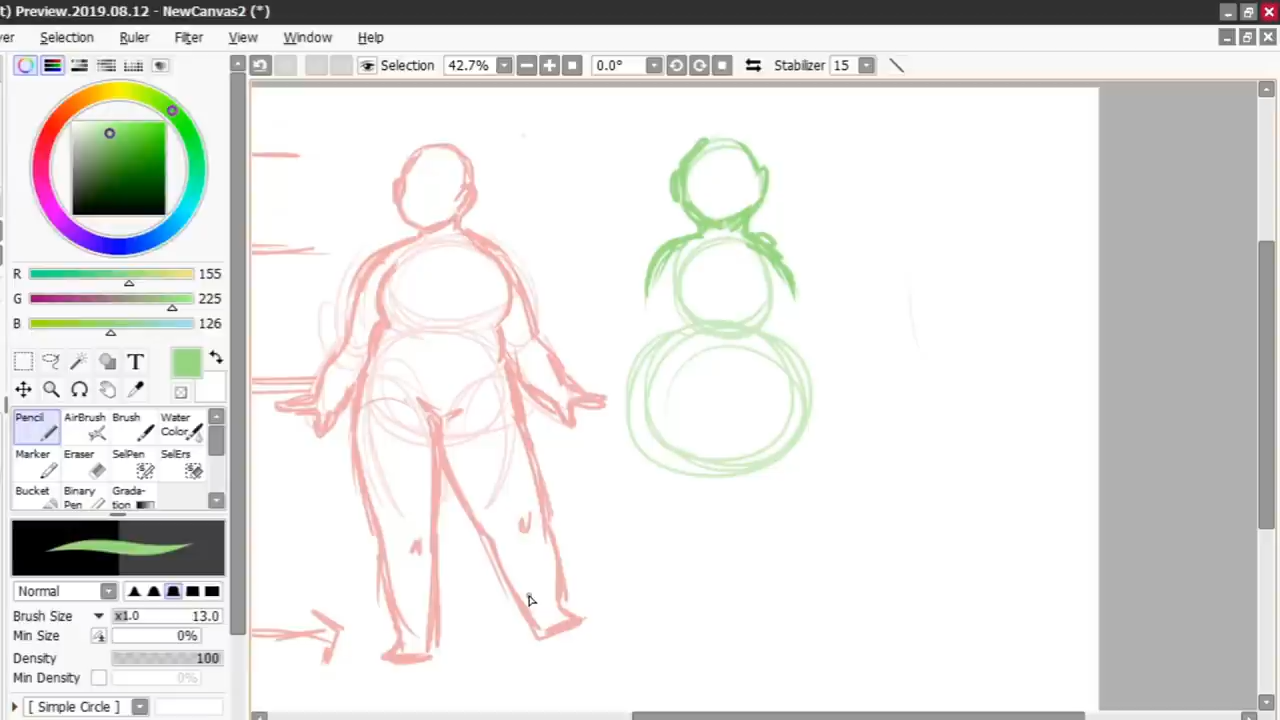 t) Preview.2019.08.12 - NewCanvas2 (*)
er Selection Ruler Filter View Window Help
Selection 42.7% 0.0° Stabilizer 15
R 155
G 225
B 126
T
Pencil AirBrush Brush Water Color
Marker Eraser SelPen SelErs
Bucket Binary Pen Grada-tion
Normal
Brush Size x1.0 13.0
Min Size 0%
Density 100
Min Density 0%
[ Simple Circle ]